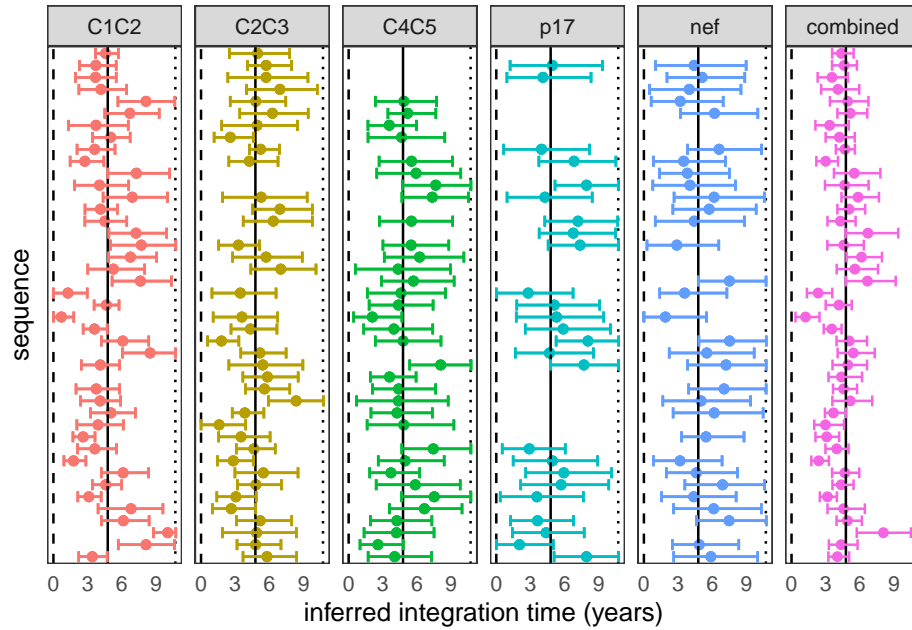 C1C2 C2C3 C4C5 p17 nef combined
sequence
0 3 6 9 0 3 6 9 0 3 6 9 0 3 6 9 0 3 6 9 0 3 6 9
inferred integration time (years)